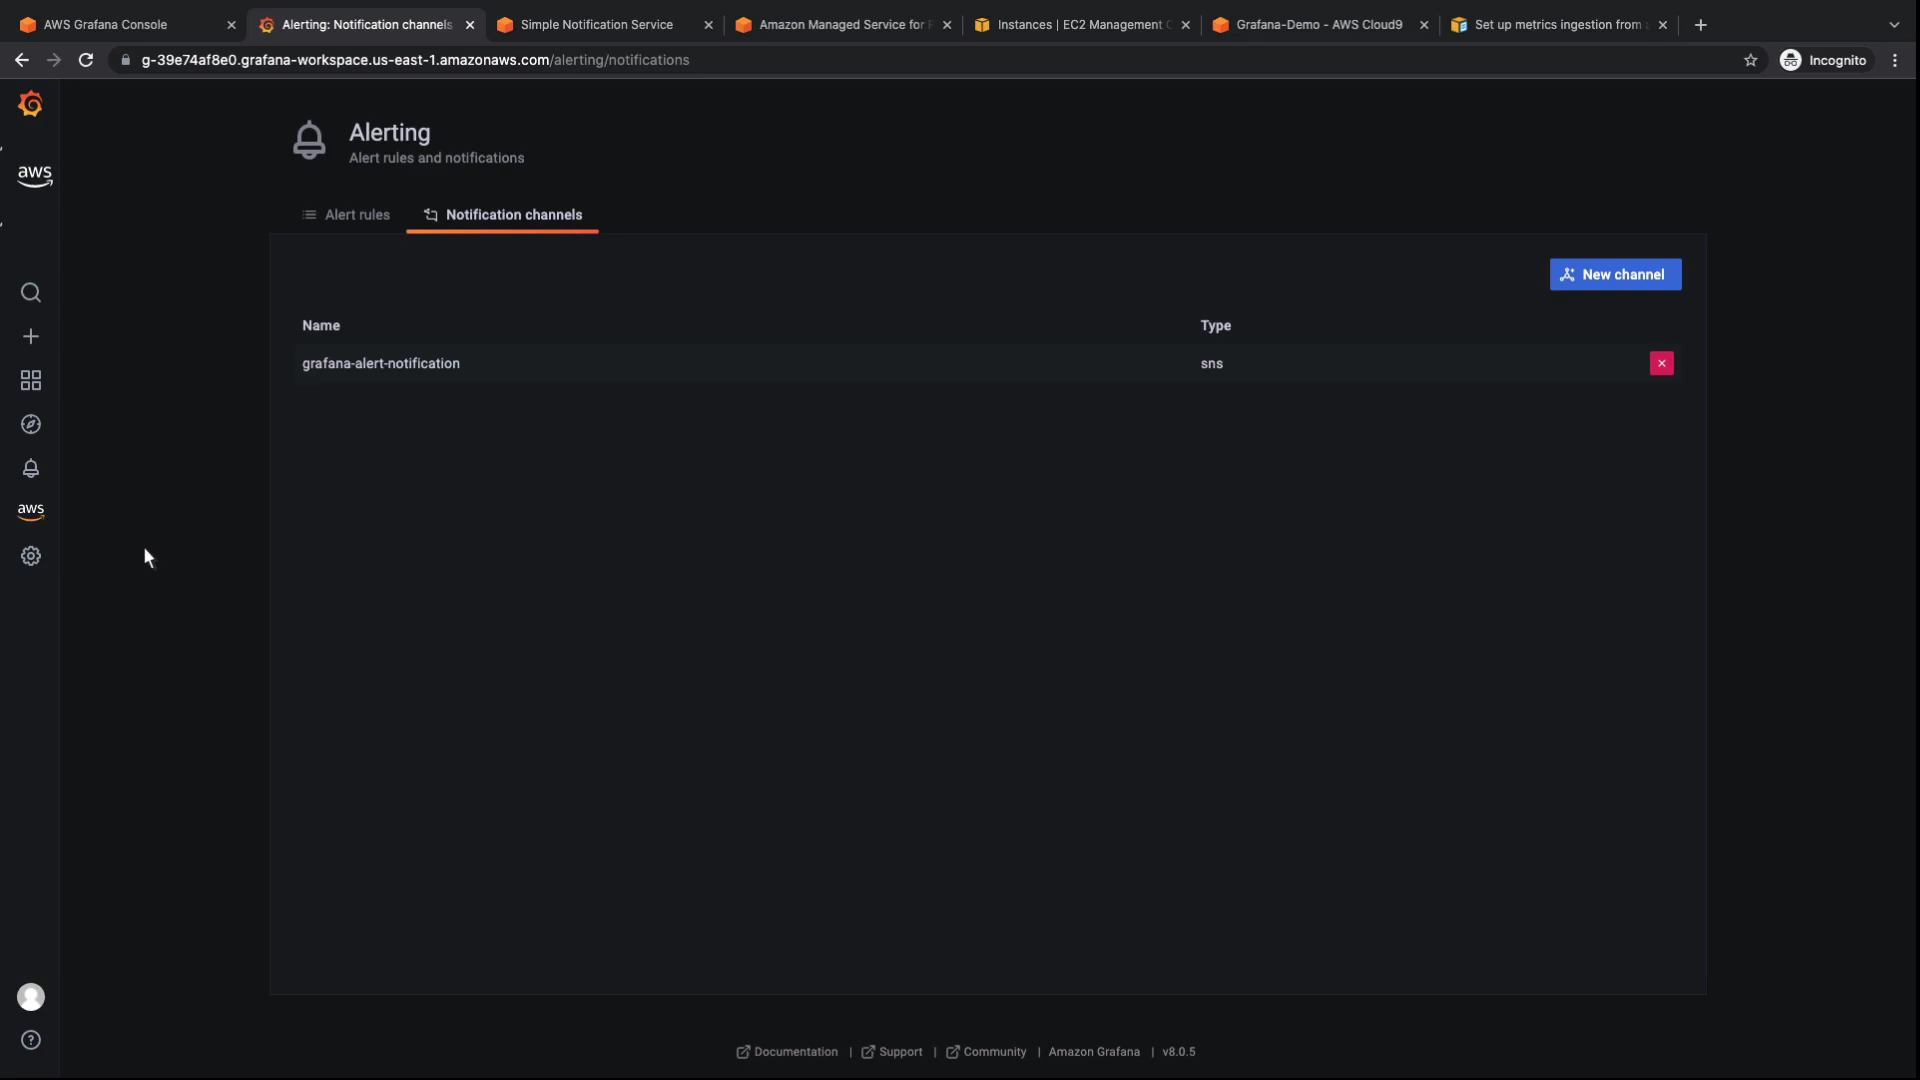 AWS Grafana Console
Alerting: Notification channels
Simple Notification Service
Amazon Managed Service for
Instances | EC2 Management
Grafana-Demo - AWS Cloud9
Set up metrics ingestion from
g-39e74af8e0.grafana-workspace.us-east-1.amazonaws.com/alerting/notifications
Incognito
aws
aws
Alerting
Alert rules and notifications
Alert rules
Notification channels
New channel
Name Type
grafana-alert-notification sns
Documentation | Support | Community | Amazon Grafana | v8.0.5